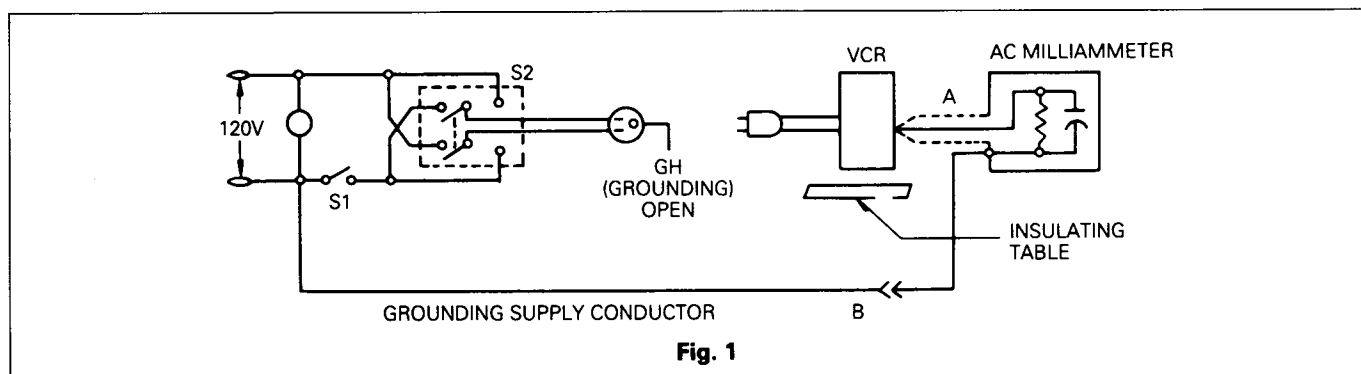 S2
VCR
AC MILLIAMMETER
A
120V
S1
GH
(GROUNDING)
OPEN
INSULATING
TABLE
GROUNDING SUPPLY CONDUCTOR
B
Fig. 1